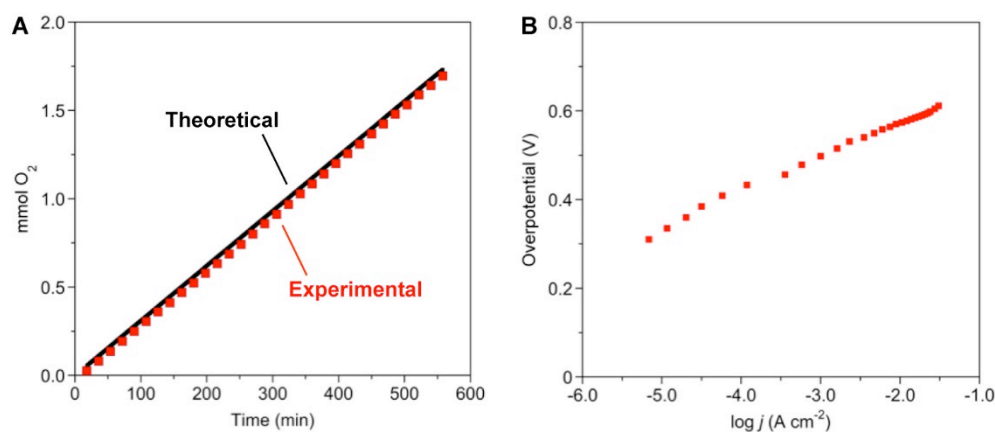 A
2.0
1.5
1.0
0.5
0.0
mmol O2
Theoretical
Experimental
0 100 200 300 400 500 600
Time (min)
B
0.8
0.6
0.4
0.2
0
Overpotential (V)
-6.0 -5.0 -4.0 -3.0 -2.0 -1.0
log j (A cm-2)